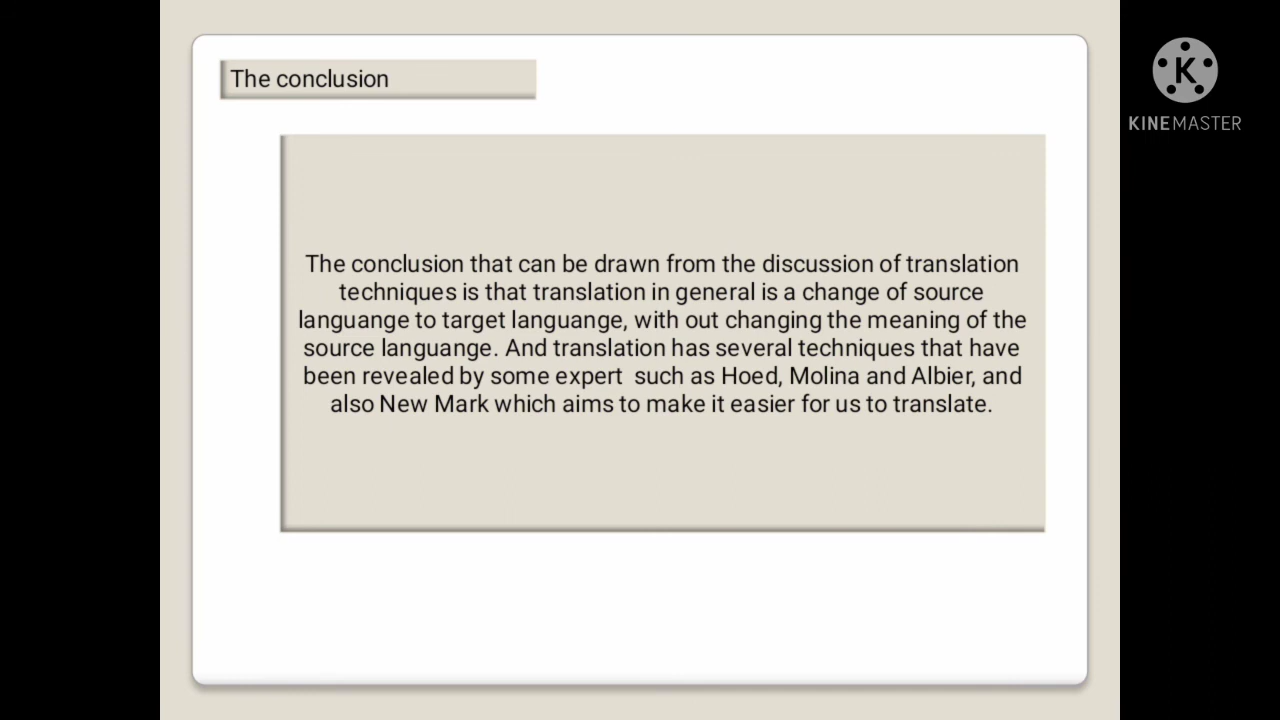 The conclusion
K
KINEMASTER
The conclusion that can be drawn from the discussion of translation
techniques is that translation in general is a change of source
languange to target languange, with out changing the meaning of the
source languange. And translation has several techniques that have
been revealed by some expert  such as Hoed, Molina and Albier, and
also New Mark which aims to make it easier for us to translate.